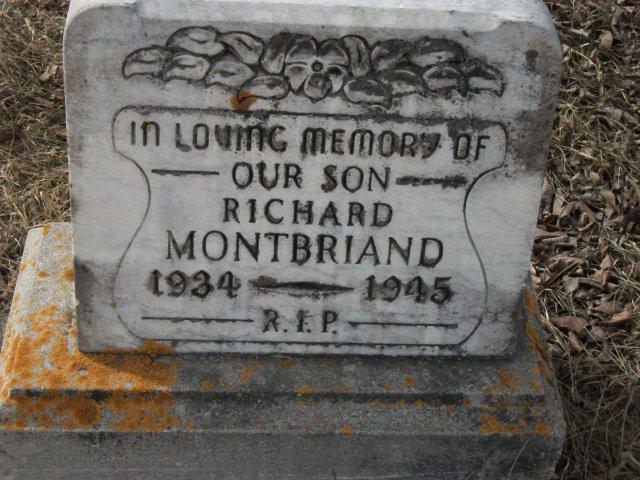 In Loving Memory Of
OUR SON
RICHARD
MONTBRIAND
1934 — 1945
R.I.P.